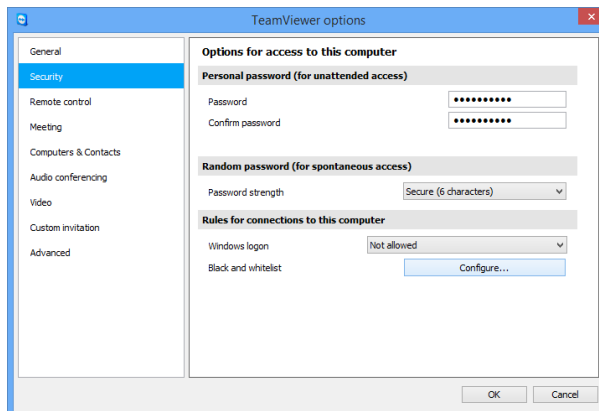 TeamViewer options
General
Security
Remote control
Meeting
Computers & Contacts
Audio conferencing
Video
Custom invitation
Advanced
Options for access to this computer
Personal password (for unattended access)
Password ••••••••••
Confirm password ••••••••••
Random password (for spontaneous access)
Password strength Secure (6 characters)
Rules for connections to this computer
Windows logon Not allowed
Black and whitelist Configure...
OK Cancel